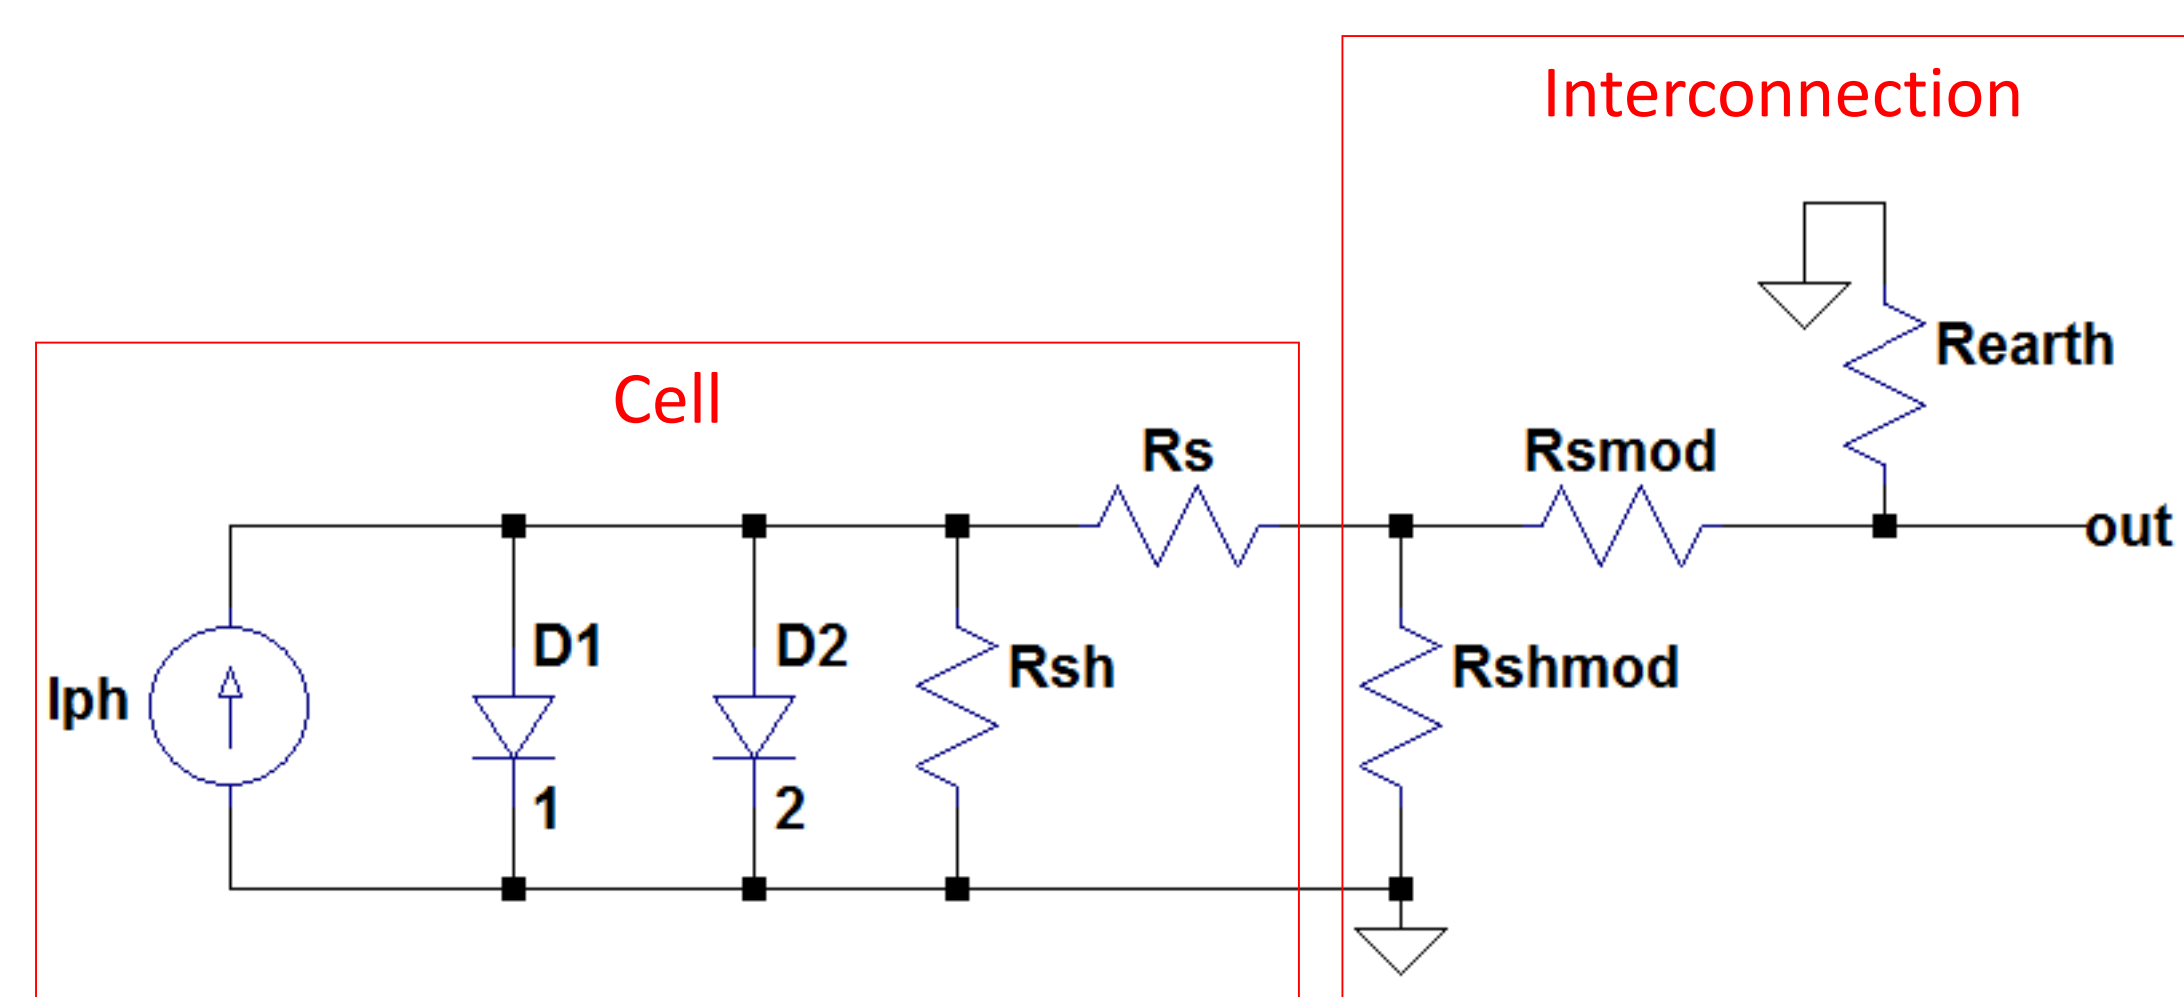 Interconnection
Rearth
Cell
Rs
Rsmod
out
D1
D2
Rsh
Rshmod
Iph
1
2